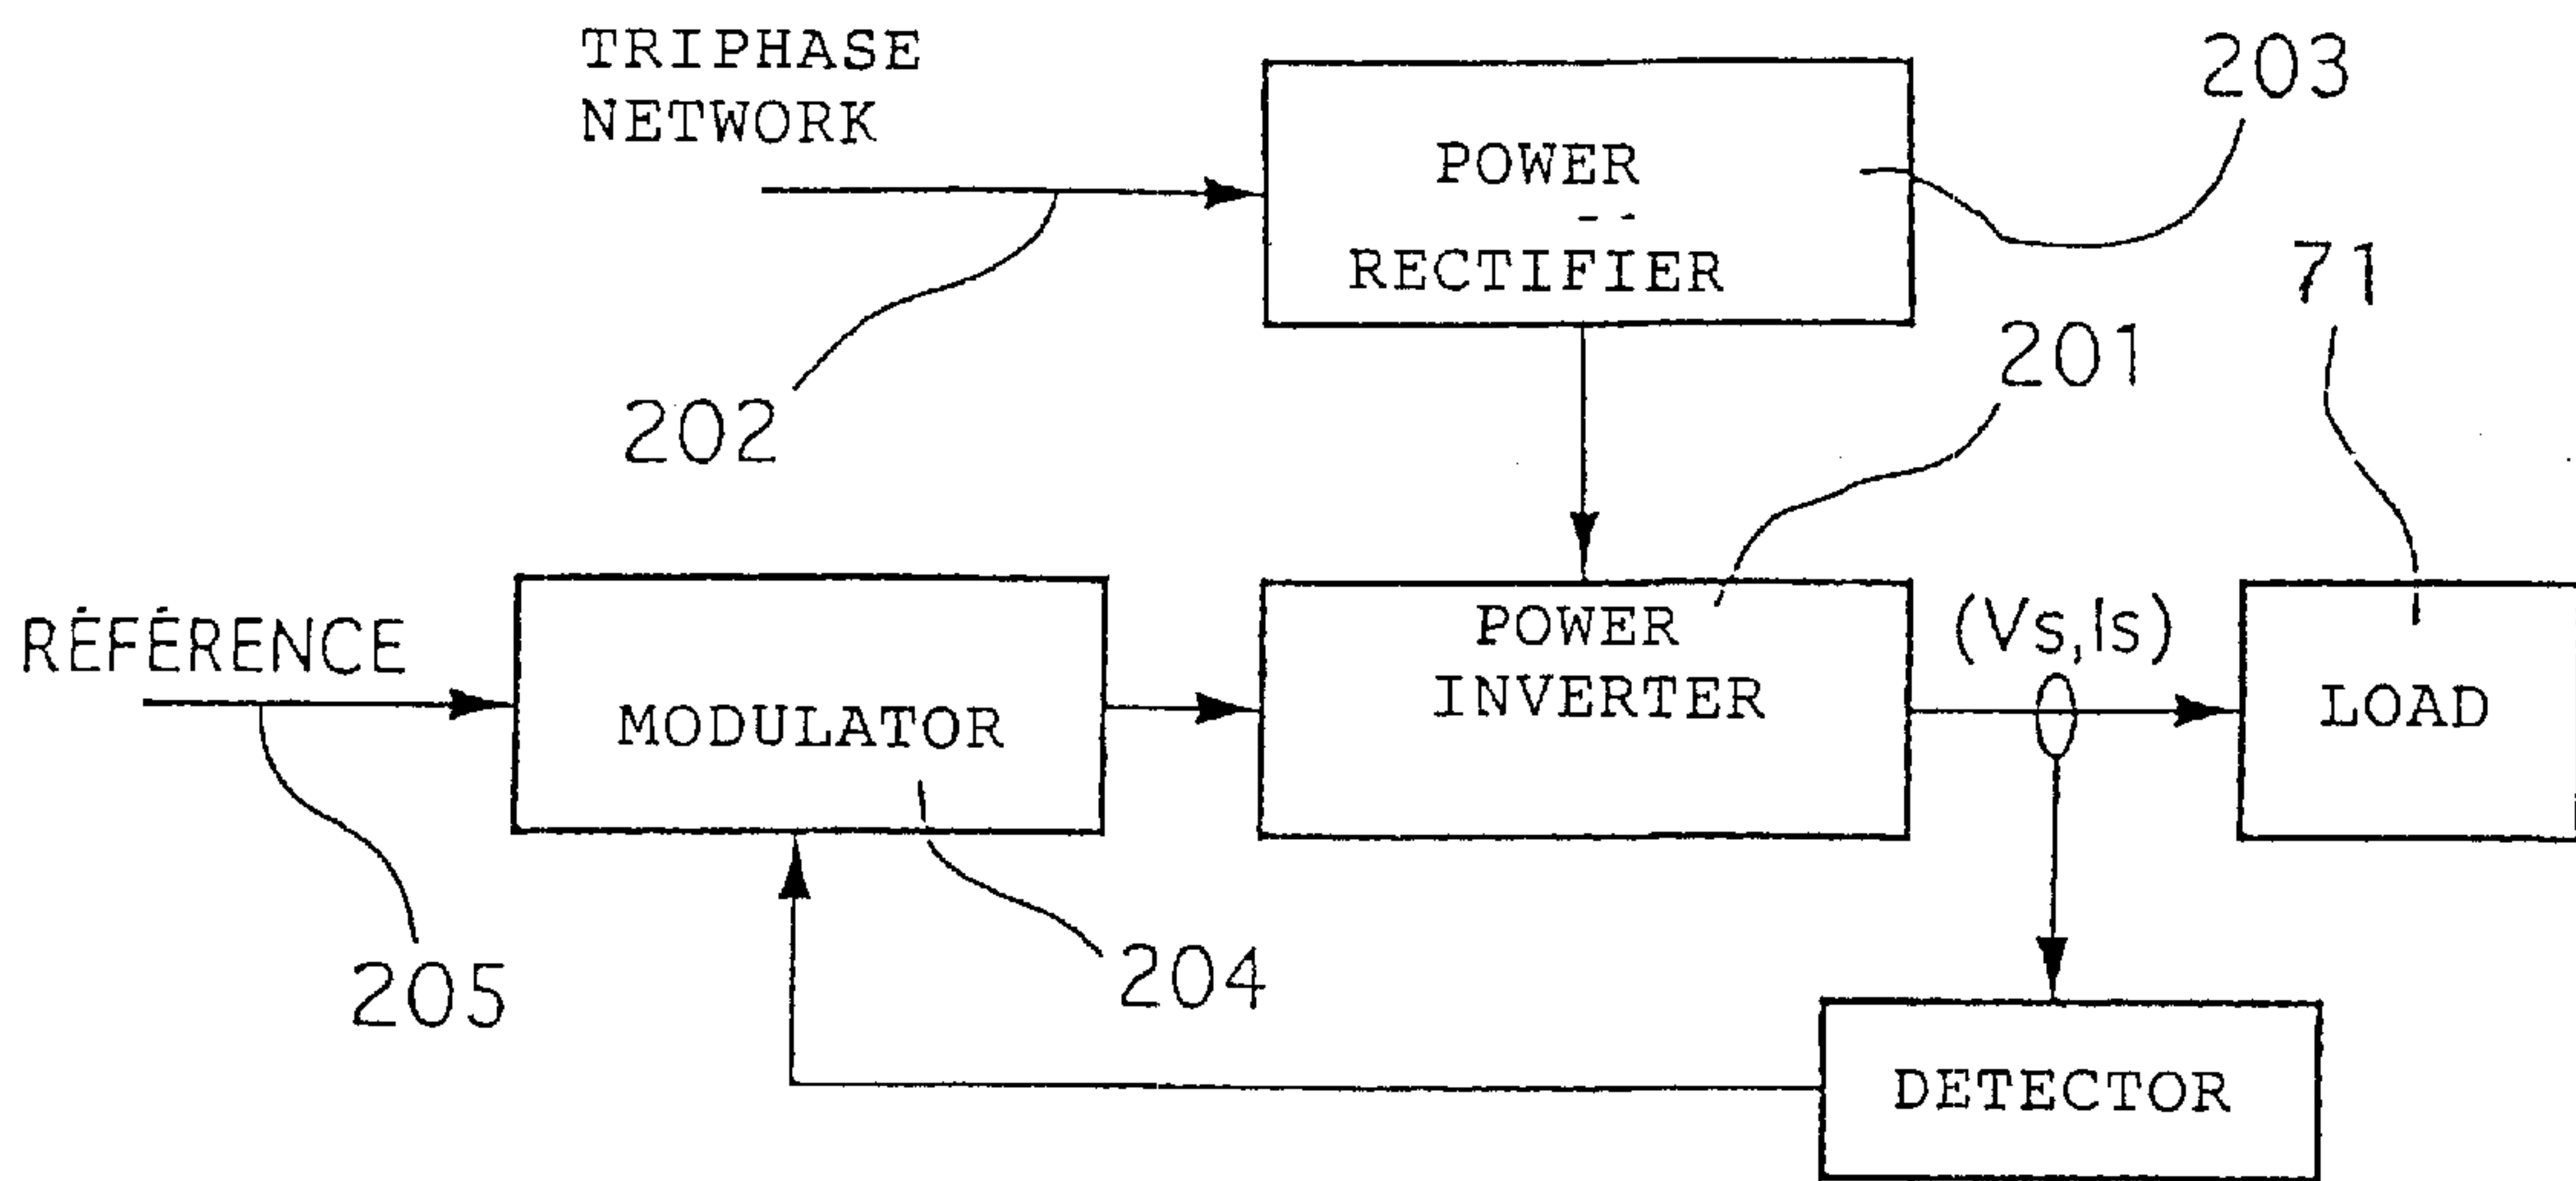 TRIPHASE
NETWORK
203
POWER
RECTIFIER
71
201
202
RÉFÉRENCE
MODULATOR
POWER
INVERTER
(Vs,Is)
LOAD
205
204
DETECTOR